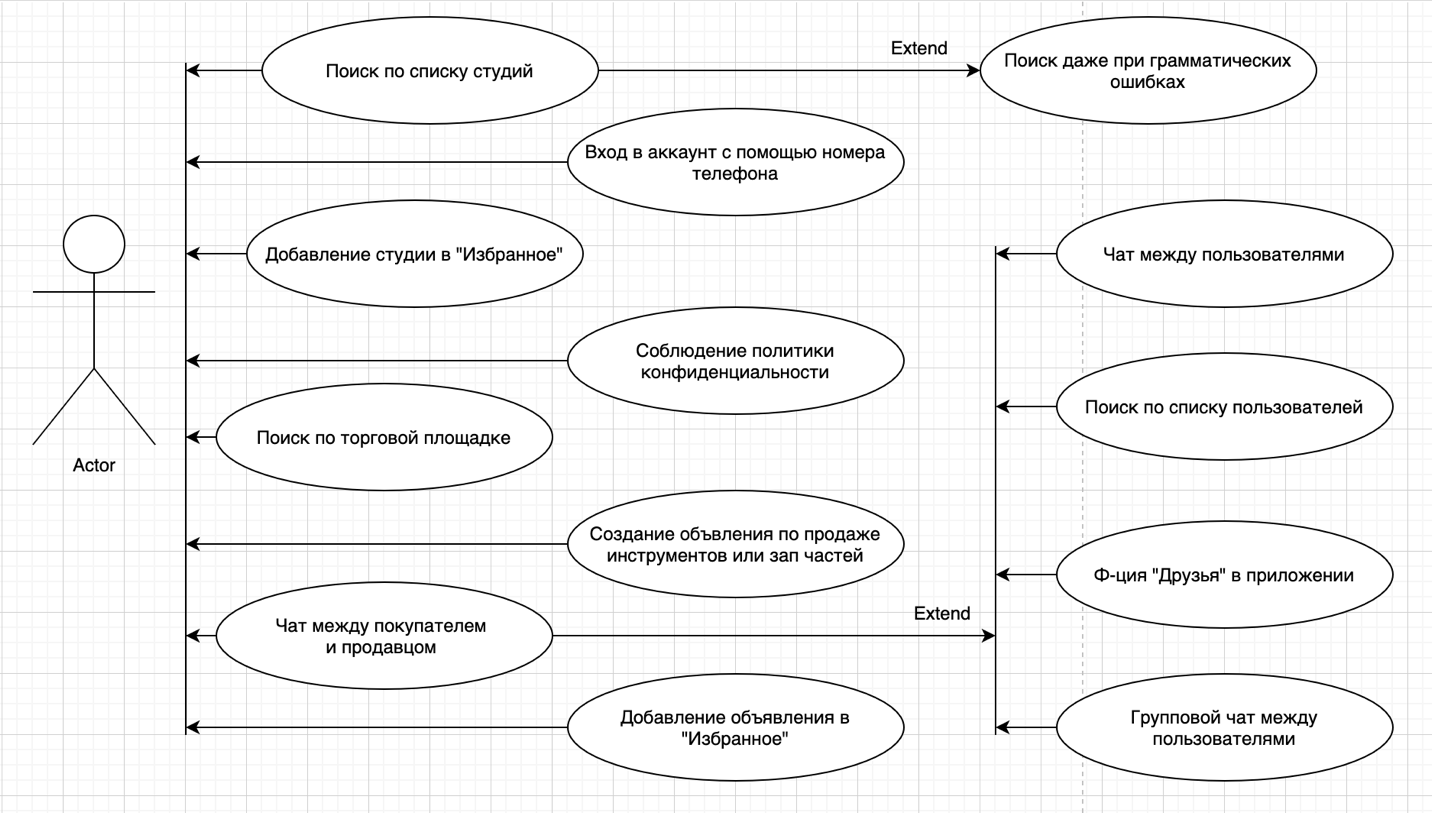 Поиск по списку студий
Extend
Поиск даже при грамматических
ошибках
Вход в аккаунт с помощью номера
телефона
Добавление студии в "Избранное"
Чат между пользователями
Соблюдение политики
конфиденциальности
Поиск по списку пользователей
Поиск по торговой площадке
Actor
Создание объвления по продаже
инструментов или зап частей
Ф-ция "Друзья" в приложении
Чат между покупателем
и продавцом
Extend
Добавление объявления в
"Избранное"
Групповой чат между
пользователями